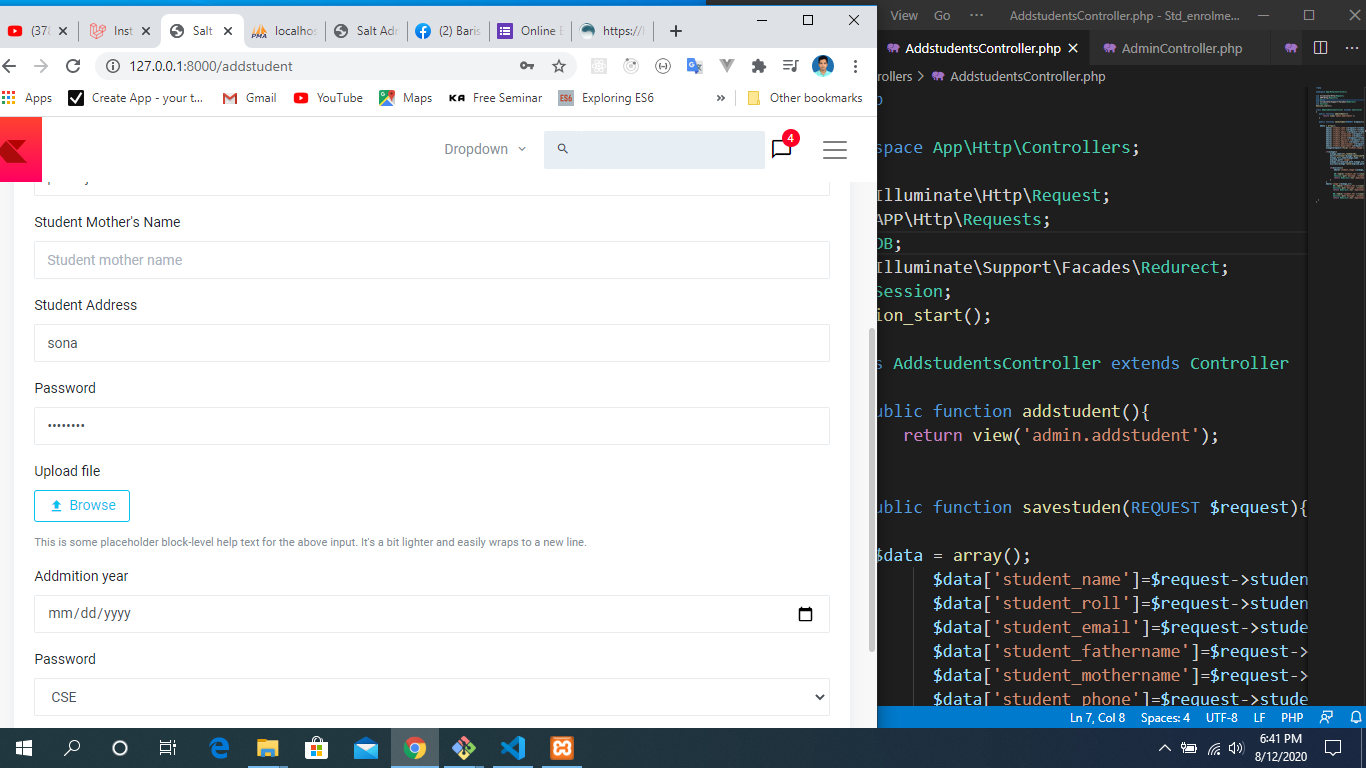 (37
Inst
Salt
localhos
Salt Adr
(2) Baris
Online E
https://l
127.0.0.1:8000/addstudent
Apps
Create App - your t...
Gmail
YouTube
Maps
KA Free Seminar
ES6 Exploring ES6
»
Other bookmarks
Dropdown
4
Student Mother's Name
Student mother name
Student Address
sona
Password
••••••••
Upload file
Browse
This is some placeholder block-level help text for the above input. It's a bit lighter and easily wraps to a new line.
Addmition year
mm/dd/yyyy
Password
CSE
View Go ··· AddstudentsController.php - Std_enrolme...
AddstudentsController.php
AdminController.php
rollers > AddstudentsController.php
space App\Http\Controllers;
Illuminate\Http\Request;
APP\Http\Requests;
DB;
Illuminate\Support\Facades\Redurect;
Session;
ion_start();
s AddstudentsController extends Controller
ublic function addstudent(){
return view('admin.addstudent');
ublic function savestuden(REQUEST $request){
$data = array();
$data['student_name']=$request->studen
$data['student_roll']=$request->studen
$data['student_email']=$request->stude
$data['student_fathername']=$request->
$data['student_mothername']=$request->
$data['student_phone']=$request->stude
Ln 7, Col 8 Spaces: 4 UTF-8 LF PHP
6:41 PM
8/12/2020